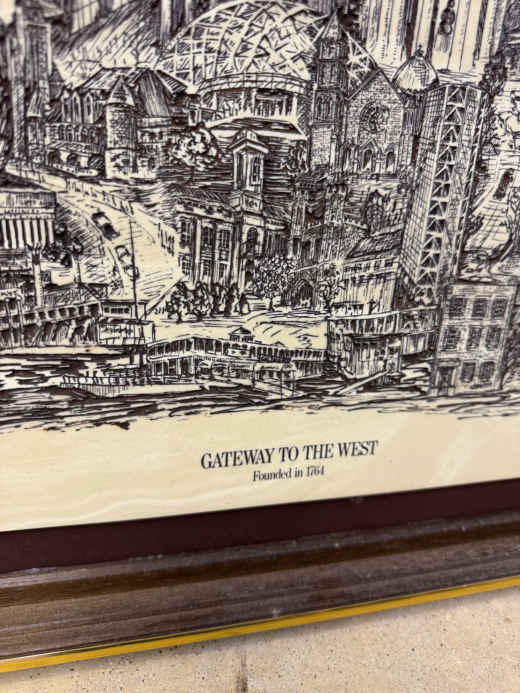 GATEWAY TO THE WEST
Founded in 1764